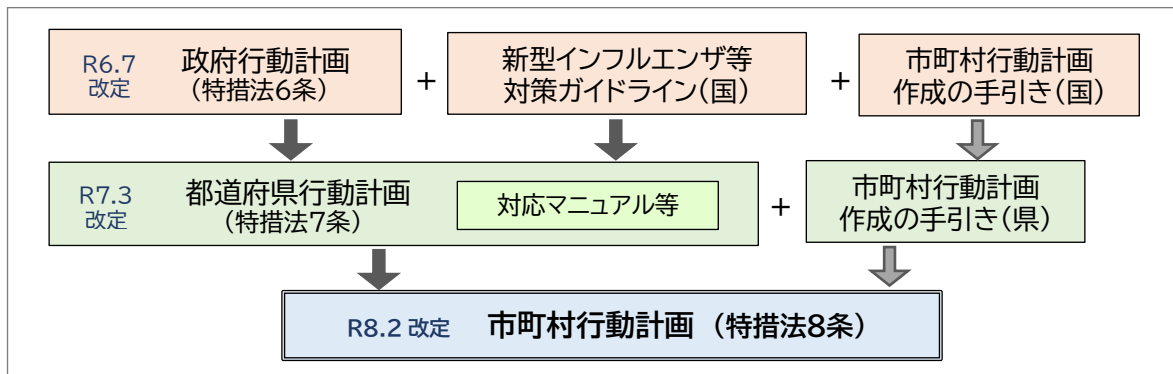 R6.7
改定
政府行動計画
（特措法6条）
+
新型インフルエンザ等
対策ガイドライン（国）
+
市町村行動計画
作成の手引き（国）
R7.3
改定
都道府県行動計画
（特措法7条）
対応マニュアル等
+
市町村行動計画
作成の手引き（県）
R8.2 改定 市町村行動計画 （特措法8条）